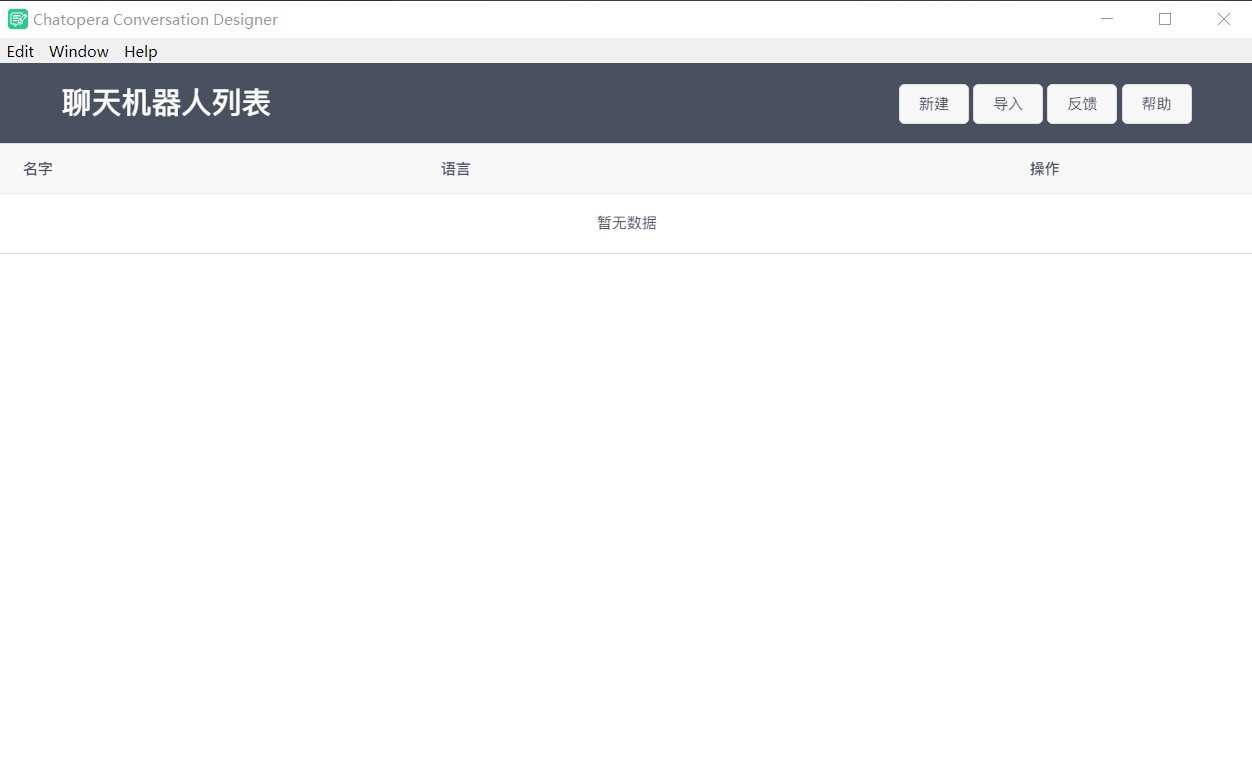 Chatopera Conversation Designer
Edit Window Help
聊天机器人列表 新建 导入 反馈 帮助
名字 语言 操作
暂无数据